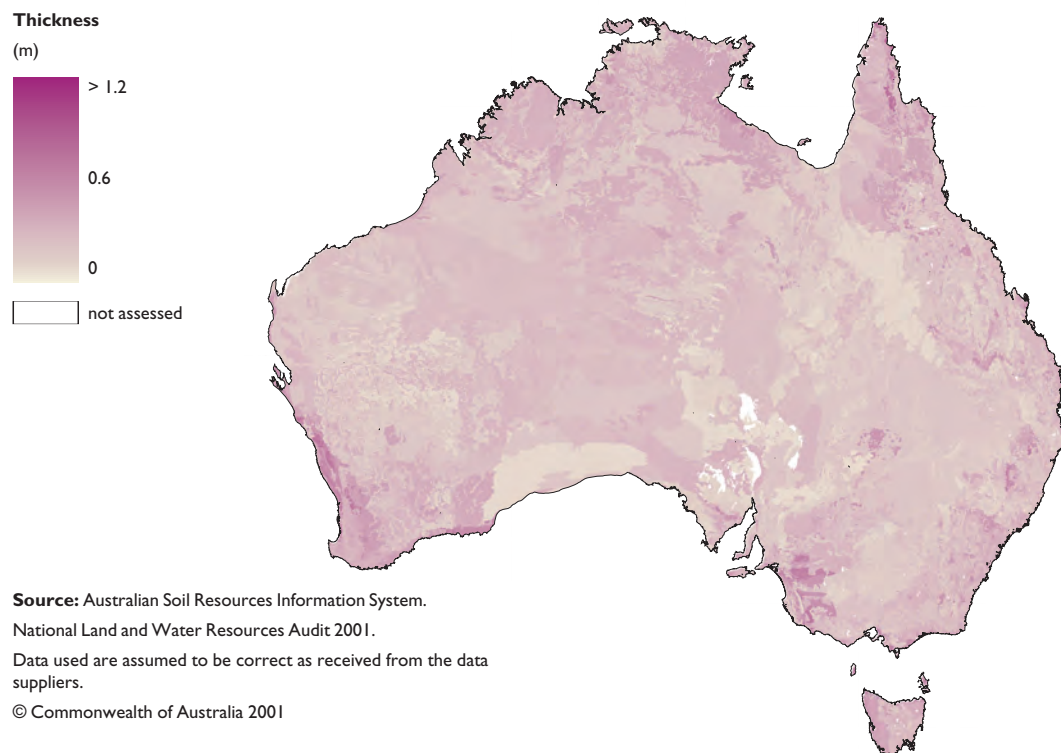 Thickness
(m)
> 1.2
0.6
0
not assessed
Source: Australian Soil Resources Information System.
National Land and Water Resources Audit 2001.
Data used are assumed to be correct as received from the data
suppliers.
© Commonwealth of Australia 2001